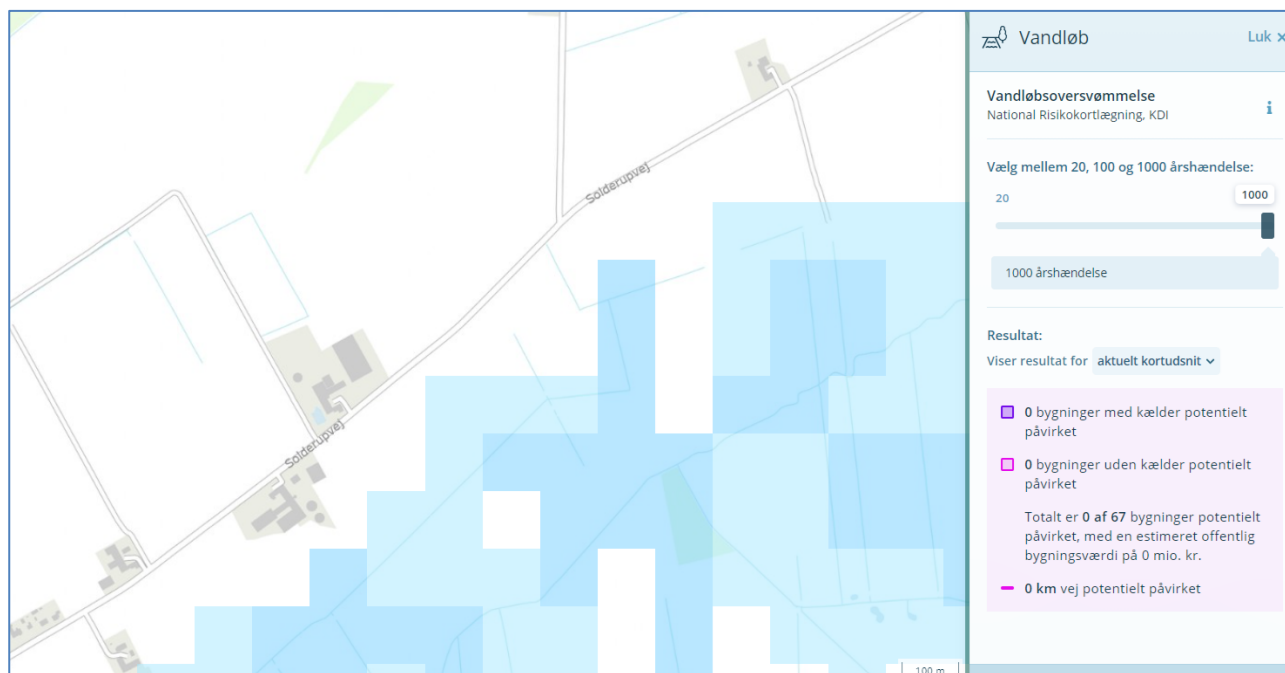 Solderupvej
Solderupvej
100 m
Vandløb
Luk ×
Vandløbsoversvømmelse
National Risikokortlægning, KDI
i
Vælg mellem 20, 100 og 1000 årshændelse:
20
1000
1000 årshændelse
Resultat:
Viser resultat for aktuelt kortudsnit
0 bygninger med kælder potentielt
påvirket
0 bygninger uden kælder potentielt
påvirket
Totalt er 0 af 67 bygninger potentielt
påvirket, med en estimeret offentlig
bygningsværdi på 0 mio. kr.
0 km vej potentielt påvirket